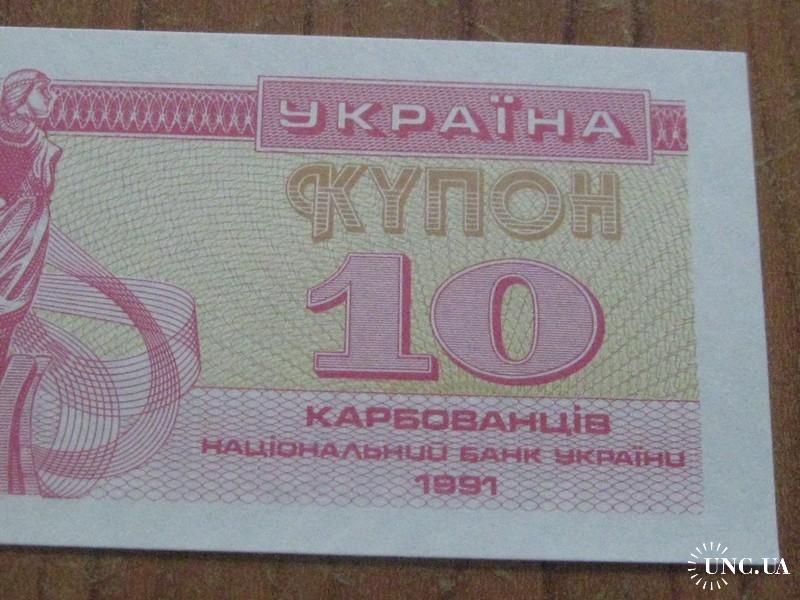 УКРАЇНА
КУПОН
10
КАРБОВАНЦІВ
НАЦІОНАЛЬНИЙ БАНК УКРАЇНИ
1991
UNC.UA